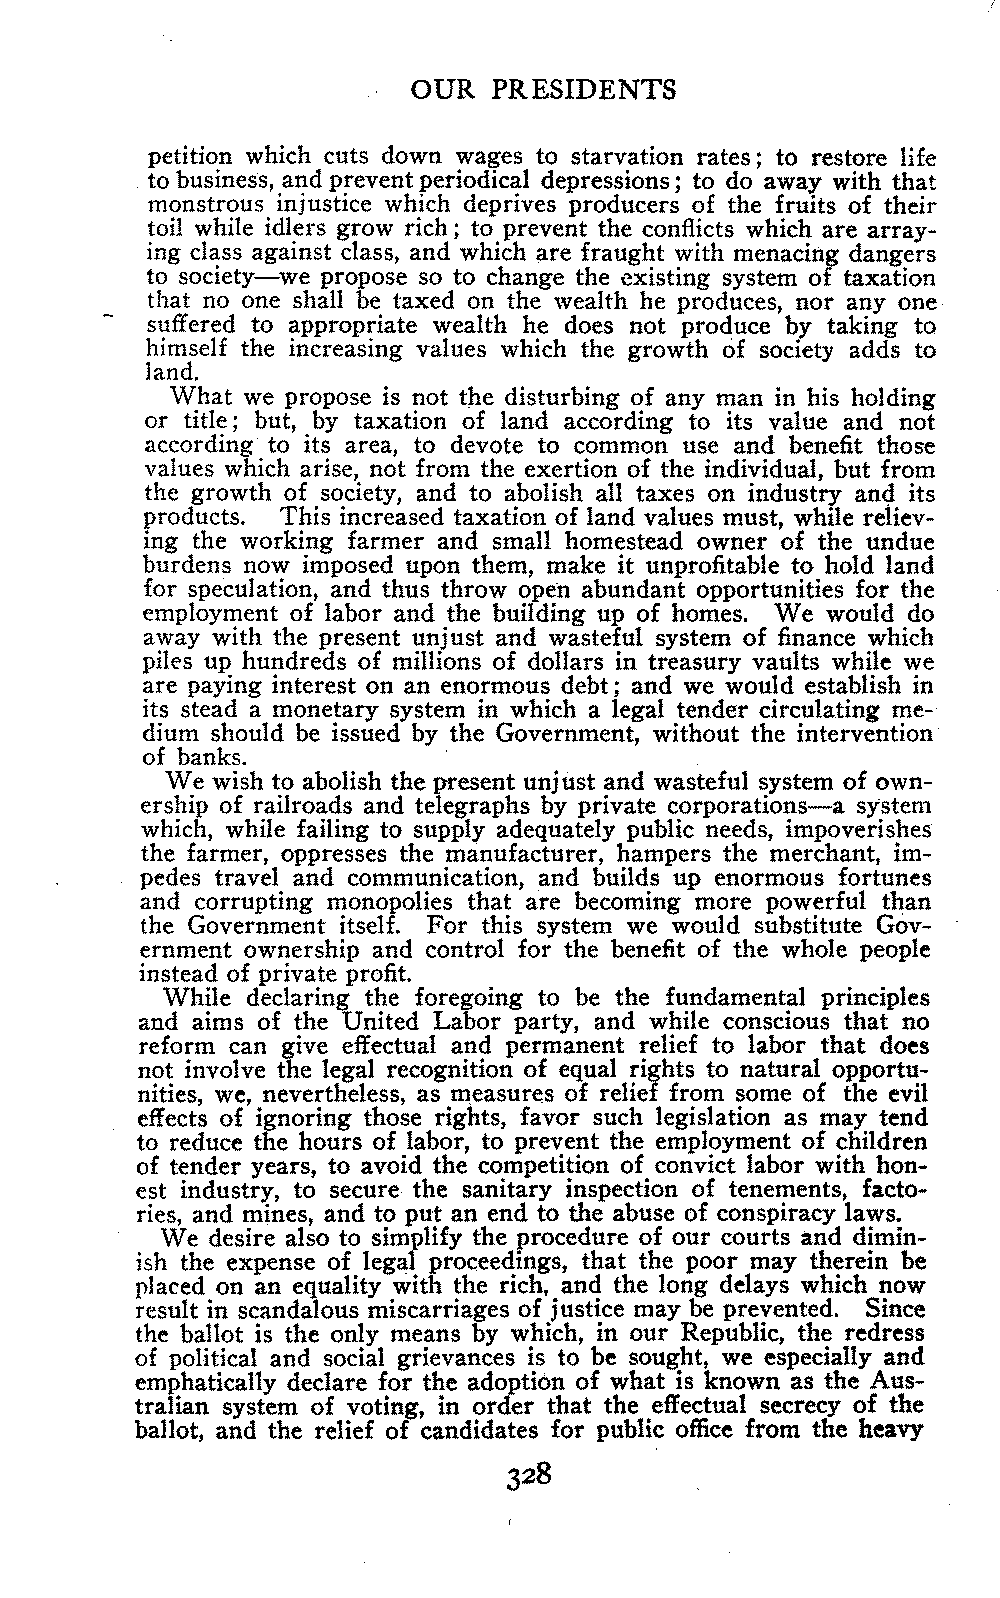 OUR PRESIDENTS
petition which cuts down wages to starvation rates; to restore life
to business, and prevent periodical depressions; to do away with that
monstrous injustice which deprives producers of the fruits of their
toil while idlers grow rich; to prevent the conflicts which are array-
ing class against class, and which are fraught with menacing dangers
to society—we propose so to change the existing system of taxation
that no one shall be taxed on the wealth he produces, nor any one
suffered to appropriate wealth he does not produce by taking to
himself the increasing values which the growth of society adds to
land.
What we propose is not the disturbing of any man in his holding
or title; but, by taxation of land according to its value and not
according to its area, to devote to common use and benefit those
values which arise, not from the exertion of the individual, but from
the growth of society, and to abolish all taxes on industry and its
products. This increased taxation of land values must, while reliev-
ing the working farmer and small homestead owner of the undue
burdens now imposed upon them, make it unprofitable to hold land
for speculation, and thus throw open abundant opportunities for the
employment of labor and the building up of homes. We would do
away with the present unjust and wasteful system of finance which
piles up hundreds of millions of dollars in treasury vaults while we
are paying interest on an enormous debt; and we would establish in
its stead a monetary system in which a legal tender circulating me-
dium should be issued by the Government, without the intervention
of banks.
We wish to abolish the present unjust and wasteful system of own-
ership of railroads and telegraphs by private corporations—a system
which, while failing to supply adequately public needs, impoverishes
the farmer, oppresses the manufacturer, hampers the merchant, im-
pedes travel and communication, and builds up enormous fortunes
and corrupting monopolies that are becoming more powerful than
the Government itself. For this system we would substitute Gov-
ernment ownership and control for the benefit of the whole people
instead of private profit.
While declaring the foregoing to be the fundamental principles
and aims of the United Labor party, and while conscious that no
reform can give effectual and permanent relief to labor that does
not involve the legal recognition of equal rights to natural opportu-
nities, we, nevertheless, as measures of relief from some of the evil
effects of ignoring those rights, favor such legislation as may tend
to reduce the hours of labor, to prevent the employment of children
of tender years, to avoid the competition of convict labor with hon-
est industry, to secure the sanitary inspection of tenements, facto-
ries, and mines, and to put an end to the abuse of conspiracy laws.
We desire also to simplify the procedure of our courts and dimin-
ish the expense of legal proceedings, that the poor may therein be
placed on an equality with the rich, and the long delays which now
result in scandalous miscarriages of justice may be prevented. Since
the ballot is the only means by which, in our Republic, the redress
of political and social grievances is to be sought, we especially and
emphatically declare for the adoption of what is known as the Aus-
tralian system of voting, in order that the effectual secrecy of the
ballot, and the relief of candidates for public office from the heavy
328